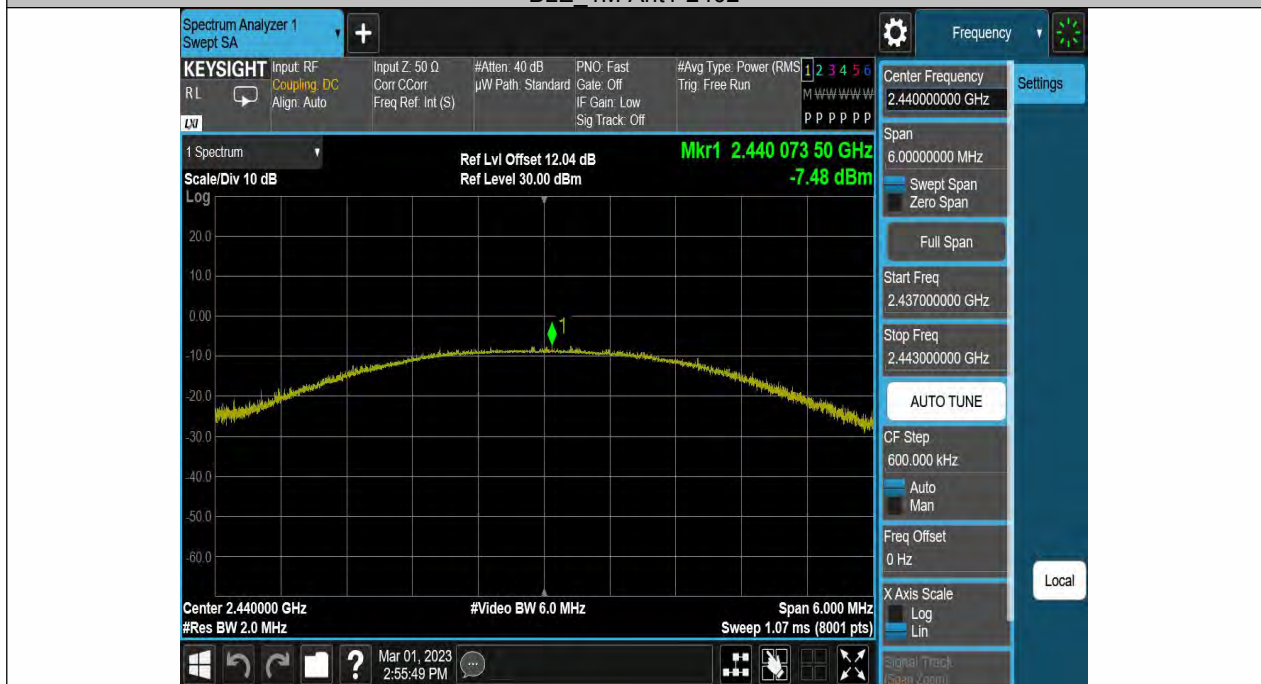 Spectrum Analyzer 1
Swept SA
+
Frequency
KEYSIGHT
RL
LXI
Input: RF
Coupling: DC
Align: Auto
Input Z: 50 Ω
Corr CCorr
Freq Ref: Int (S)
#Atten: 40 dB
µW Path: Standard
PNO: Fast
Gate: Off
IF Gain: Low
Sig Track: Off
#Avg Type: Power (RMS
Trig: Free Run
1 2 3 4 5 6
M W W W W W
P P P P P P
Center Frequency
2.440000000 GHz
Settings
1 Spectrum
Scale/Div 10 dB
Ref Lvl Offset 12.04 dB
Ref Level 30.00 dBm
Mkr1 2.440 073 50 GHz
-7.48 dBm
Span
6.00000000 MHz
Swept Span
Zero Span
Full Span
Start Freq
2.437000000 GHz
Stop Freq
2.443000000 GHz
AUTO TUNE
CF Step
600.000 kHz
Auto
Man
Freq Offset
0 Hz
X Axis Scale
Log
Lin
Signal Track
(Span Zoom)
Local
Log
20.0
10.0
0.00
-10.0
-20.0
-30.0
-40.0
-50.0
-60.0
1
Center 2.440000 GHz
#Video BW 6.0 MHz
Span 6.000 MHz
#Res BW 2.0 MHz
Sweep 1.07 ms (8001 pts)
?
Mar 01, 2023
2:55:49 PM